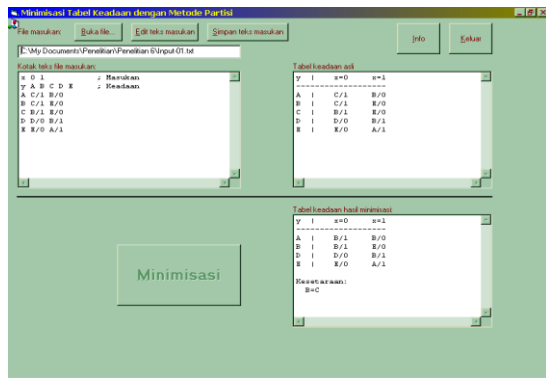 Minimisasi Tabel Keadaan dengan Metode Partisi
File masukan: Buka file... Edit teks masukan Simpan teks masukan Info Keluar
C:\My Documents\Penelitian\Penelitian 6\Input-01.txt
Kotak teks file masukan:
x 0 1 ; Masukan
y A B C D E ; Keadaan
A C/1 B/0
B C/1 E/0
C B/1 E/0
D D/0 B/1
E E/0 A/1
Tabel keadaan asli
y | x=0 x=1
--------------------
A | C/1 B/0
B | C/1 E/0
C | B/1 E/0
D | D/0 B/1
E | E/0 A/1
Tabel keadaan hasil minimisasi:
y | x=0 x=1
--------------------
A | B/1 B/0
B | B/1 E/0
D | D/0 B/1
E | E/0 A/1
Kesetaraan:
B=C
Minimisasi